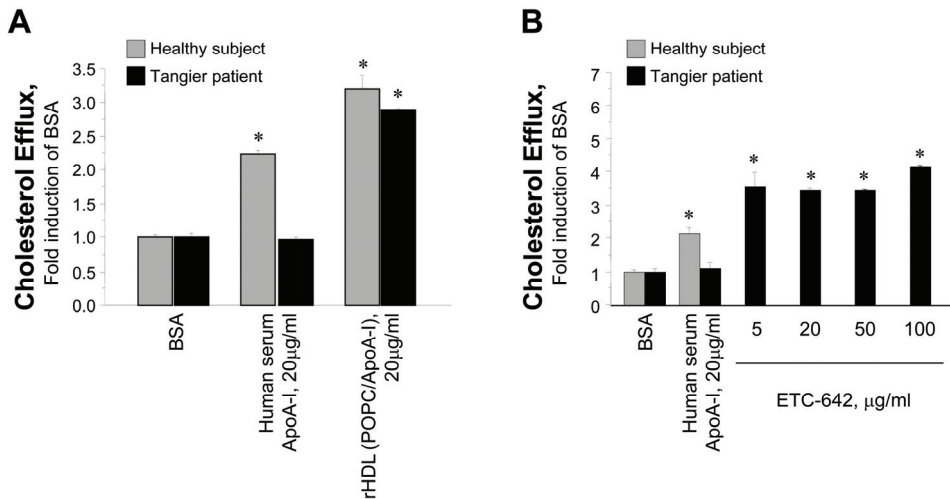 A
Healthy subject
Tangier patient
Cholesterol Efflux,
Fold induction of BSA
3.5
3.0
2.5
2.0
1.5
1.0
0.5
0.0
*
*
*
BSA
Human serum
ApoA-I, 20μg/ml
rHDL (POPC/ApoA-I),
20μg/ml
B
Healthy subject
Tangier patient
Cholesterol Efflux,
Fold induction of BSA
7
6
5
4
3
2
1
0
*
*
*
*
*
BSA
Human serum
ApoA-I, 20μg/ml
5 20 50 100
ETC-642, μg/ml